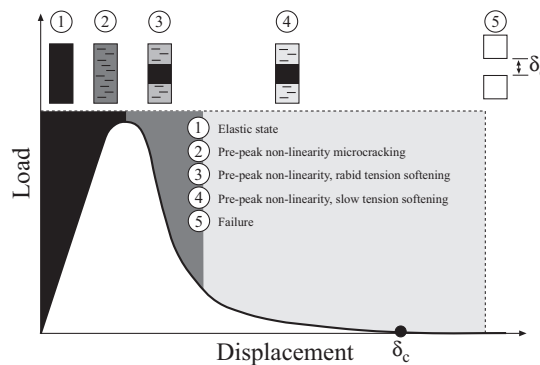 1 2 3 4 5
δ
1 Elastic state
2 Pre-peak non-linearity microcracking
3 Pre-peak non-linearity, rabid tension softening
4 Pre-peak non-linearity, slow tension softening
5 Failure
Load
δc
Displacement